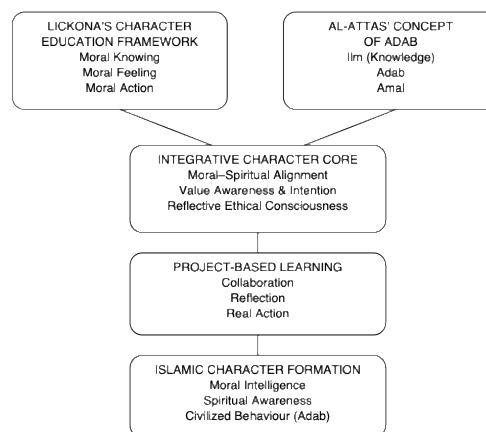 LICKONA'S CHARACTER
EDUCATION FRAMEWORK
Moral Knowing
Moral Feeling
Moral Action
AL-ATTAS' CONCEPT
OF ADAB
Ilm (Knowledge)
Adab
Amal
INTEGRATIVE CHARACTER CORE
Moral–Spiritual Alignment
Value Awareness & Intention
Reflective Ethical Consciousness
PROJECT-BASED LEARNING
Collaboration
Reflection
Real Action
ISLAMIC CHARACTER FORMATION
Moral Intelligence
Spiritual Awareness
Civilized Behaviour (Adab)